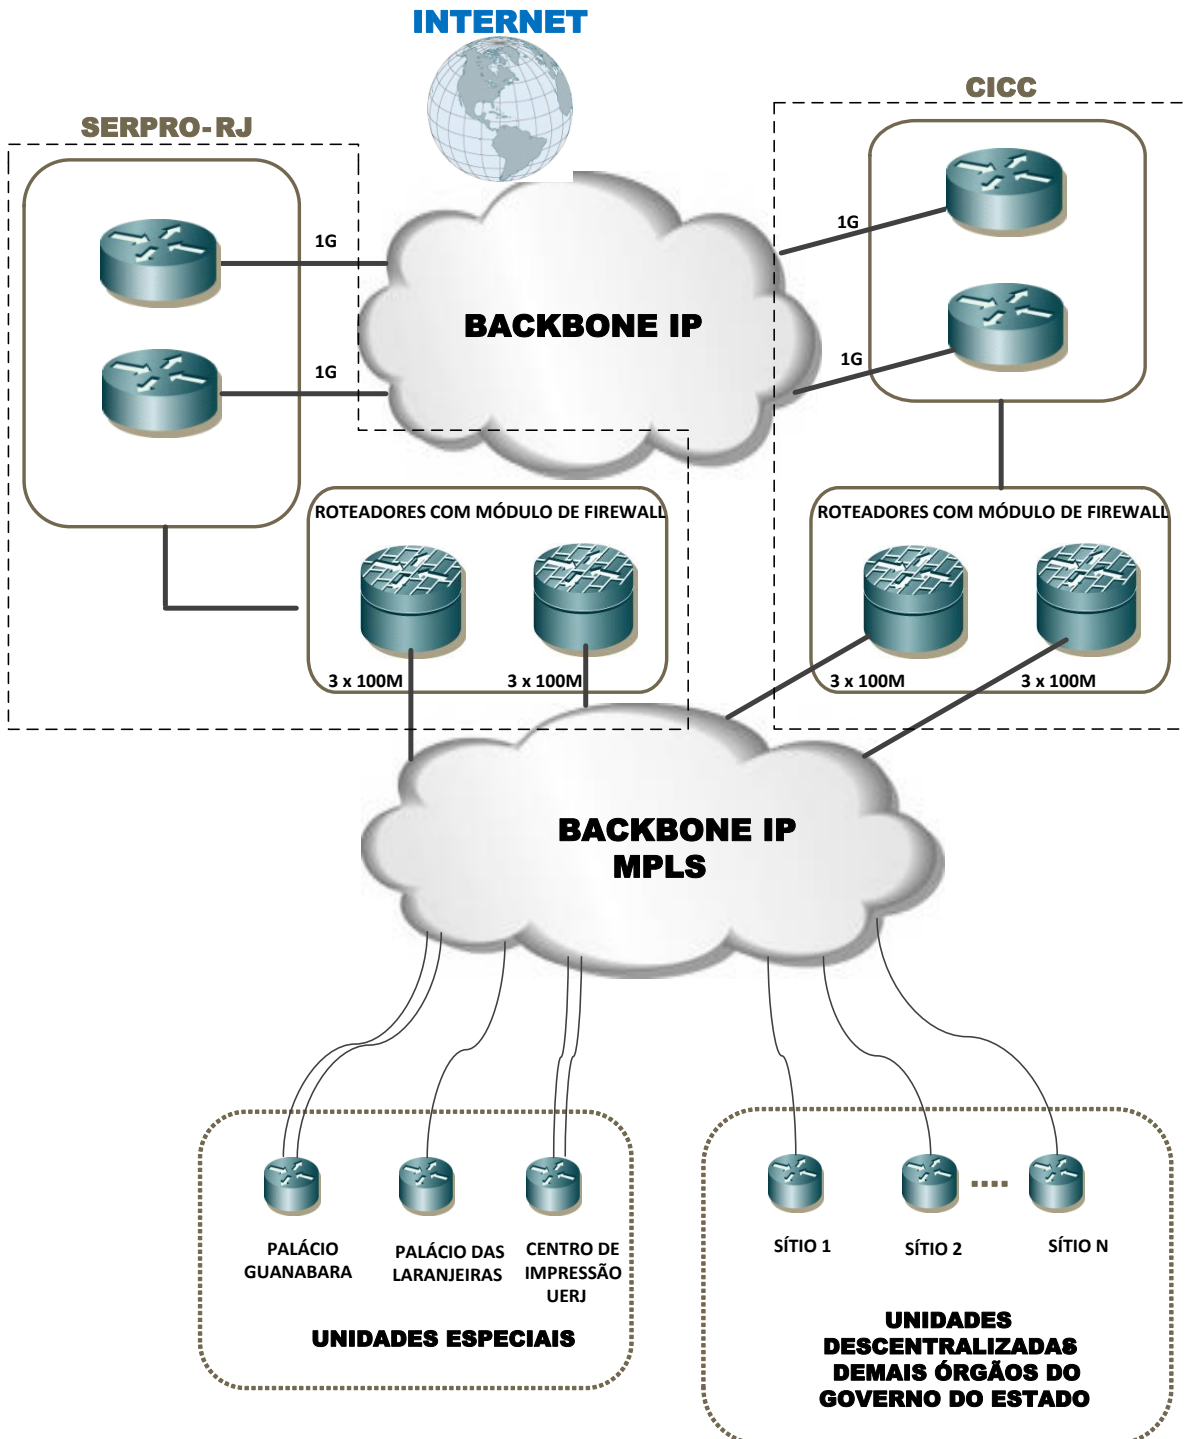 INTERNET
CICC
SERPRO-RJ
1G
1G
BACKBONE IP
1G
1G
ROTEADORES COM MÓDULO DE FIREWALL
ROTEADORES COM MÓDULO DE FIREWALL
3 x 100M
3 x 100M
3 x 100M
3 x 100M
BACKBONE IP
MPLS
PALÁCIO
GUANABARA
PALÁCIO DAS
LARANJEIRAS
CENTRO DE
IMPRESSÃO
UERJ
SÍTIO 1
SÍTIO 2
SÍTIO N
UNIDADES ESPECIAIS
UNIDADES
DESCENTRALIZADAS
DEMAIS ÓRGÃOS DO
GOVERNO DO ESTADO